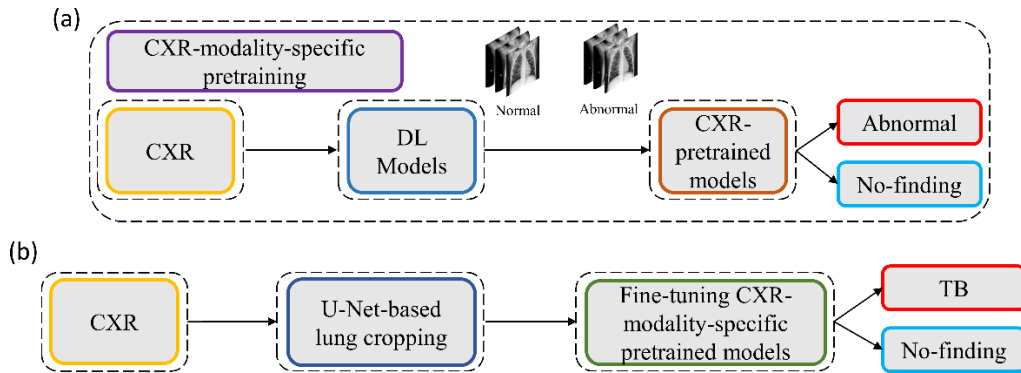 (a)
CXR-modality-specific
pretraining
Normal
Abnormal
CXR
DL
Models
CXR-
pretrained
models
Abnormal
No-finding
(b)
CXR
U-Net-based
lung cropping
Fine-tuning CXR-
modality-specific
pretrained models
TB
No-finding